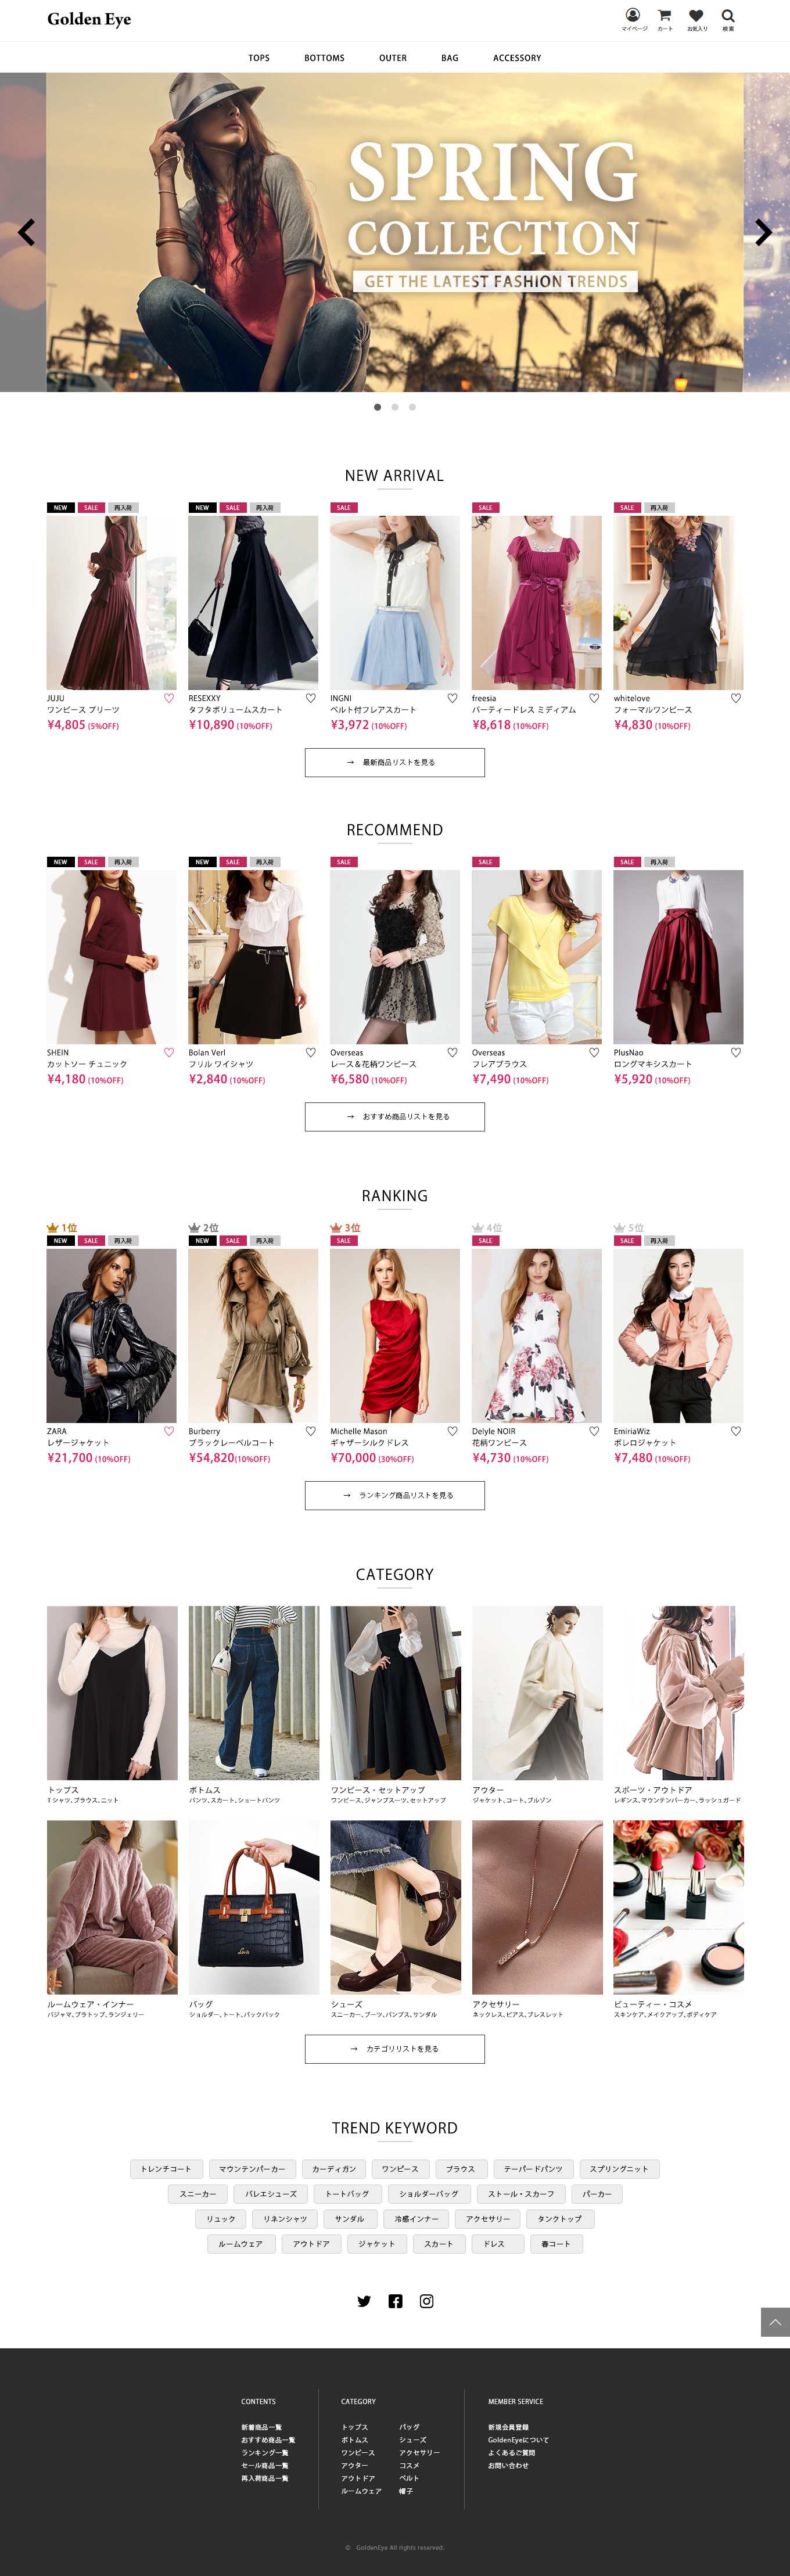 Golden Eye
マイページ カート お気入り 検索
TOPS BOTTOMS OUTER BAG ACCESSORY
SPRING
COLLECTION
GET THE LATEST FASHION TRENDS
NEW ARRIVAL
NEW SALE 再入荷 NEW SALE 再入荷 SALE SALE SALE 再入荷
JUJU RESEXXY INGNI freesia whitelove
ワンピース プリーツ タフタボリュームスカート ベルト付フレアスカート パーティードレス ミディアム フォーマルワンピース
¥4,805 (5%OFF) ¥10,890 (10%OFF) ¥3,972 (10%OFF) ¥8,618 (10%OFF) ¥4,830 (10%OFF)
→ 最新商品リストを見る
RECOMMEND
NEW SALE 再入荷 NEW SALE 再入荷 SALE SALE SALE 再入荷
SHEIN Bolan Verl Overseas Overseas PlusNao
カットソー チュニック フリル ワイシャツ レース&花柄ワンピース フレアブラウス ロングマキシスカート
¥4,180 (10%OFF) ¥2,840 (10%OFF) ¥6,580 (10%OFF) ¥7,490 (10%OFF) ¥5,920 (10%OFF)
→ おすすめ商品リストを見る
RANKING
1位 2位 3位 4位 5位
NEW SALE 再入荷 NEW SALE 再入荷 SALE SALE SALE 再入荷
ZARA Burberry Michelle Mason Delyle NOIR EmiriaWiz
レザージャケット ブラックレーベルコート ギャザーシルクドレス 花柄ワンピース ボレロジャケット
¥21,700 (10%OFF) ¥54,820(10%OFF) ¥70,000 (30%OFF) ¥4,730 (10%OFF) ¥7,480 (10%OFF)
→ ランキング商品リストを見る
CATEGORY
トップス ボトムス ワンピース・セットアップ アウター スポーツ・アウトドア
Tシャツ､ブラウス､ニット パンツ､スカート､ショートパンツ ワンピース､ジャンプスーツ､セットアップ ジャケット､コート､ブルゾン レギンス､マウンテンパーカー､ラッシュガード
ルームウェア・インナー バッグ シューズ アクセサリー ビューティー・コスメ
パジャマ､ブラトップ､ランジェリー ショルダー､トート､バックパック スニーカー､ブーツ､パンプス､サンダル ネックレス､ピアス､ブレスレット スキンケア､メイクアップ､ボディケア
→ カテゴリリストを見る
TREND KEYWORD
トレンチコート マウンテンパーカー カーディガン ワンピース ブラウス テーパードパンツ スプリングニット
スニーカー バレエシューズ トートバッグ ショルダーバッグ ストール・スカーフ パーカー
リュック リネンシャツ サンダル 冷感インナー アクセサリー タンクトップ
ルームウェア アウトドア ジャケット スカート ドレス 春コート
CONTENTS CATEGORY MEMBER SERVICE
新着商品一覧 トップス バッグ 新規会員登録
おすすめ商品一覧 ボトムス シューズ GoldenEyeについて
ランキング一覧 ワンピース アクセサリー よくあるご質問
セール商品一覧 アウター コスメ お問い合わせ
再入荷商品一覧 アウトドア ベルト
ルームウェア 帽子
© GoldenEye All rights reserved.